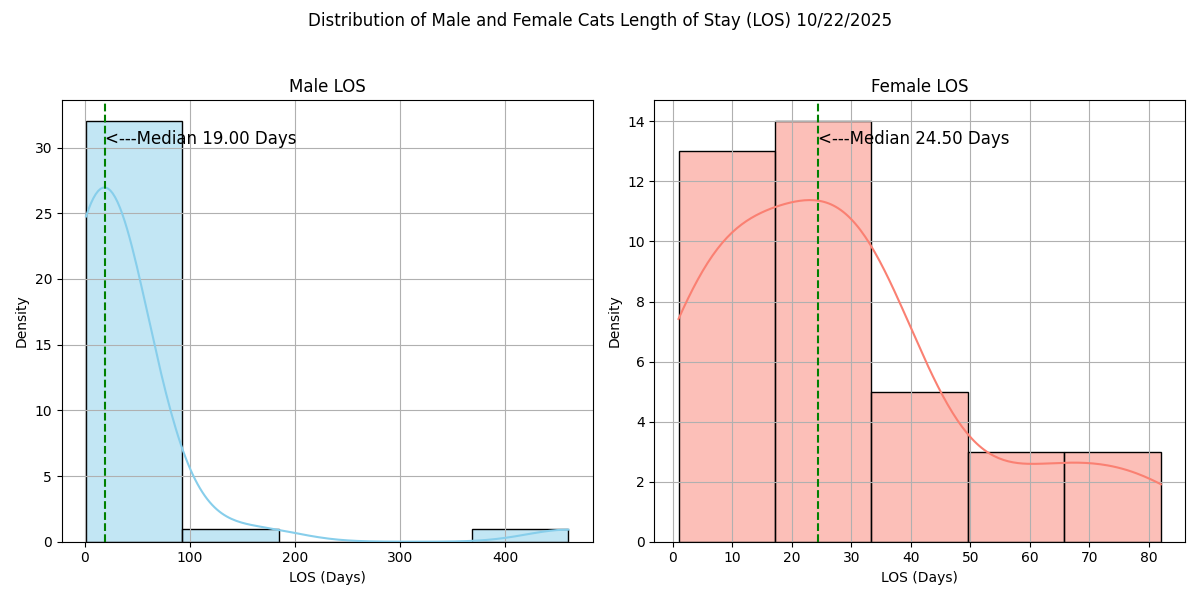 Distribution of Male and Female Cats Length of Stay (LOS) 10/22/2025
Male LOS
<---Median 19.00 Days
Density
30
25
20
15
10
5
0
0 100 200 300 400
LOS (Days)
Female LOS
<---Median 24.50 Days
Density
14
12
10
8
6
4
2
0
0 10 20 30 40 50 60 70 80
LOS (Days)